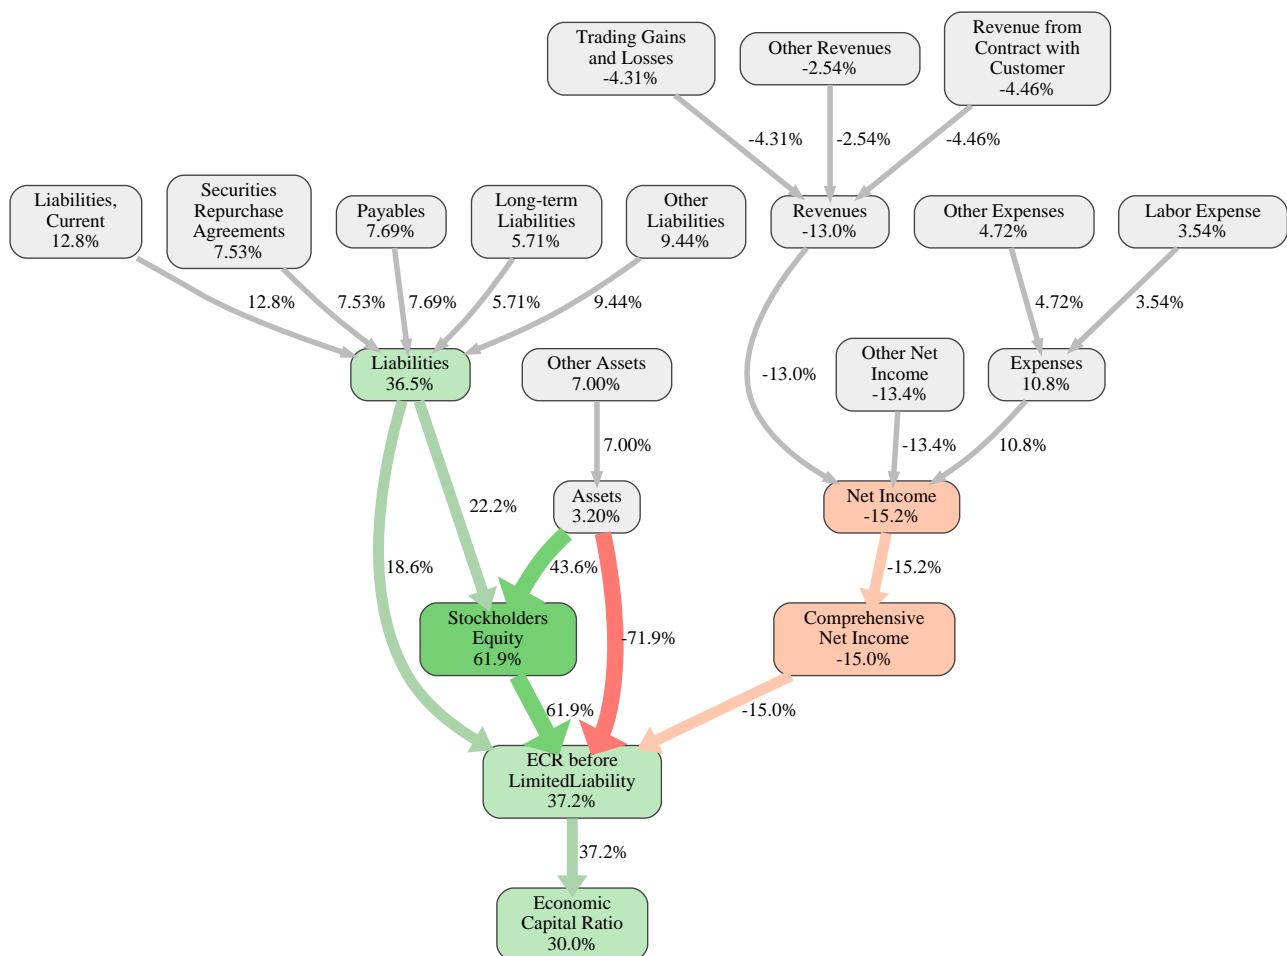 Trading Gains
and Losses
-4.31%
Other Revenues
-2.54%
Revenue from
Contract with
Customer
-4.46%
-4.31%
-2.54%
-4.46%
Liabilities,
Current
12.8%
Securities
Repurchase
Agreements
7.53%
Payables
7.69%
Long-term
Liabilities
5.71%
Other
Liabilities
9.44%
Revenues
-13.0%
Other Expenses
4.72%
Labor Expense
3.54%
12.8%
7.53%
7.69%
5.71%
9.44%
4.72%
3.54%
Liabilities
36.5%
Other Assets
7.00%
-13.0%
Other Net
Income
-13.4%
Expenses
10.8%
7.00%
-13.4%
10.8%
22.2%
Assets
3.20%
Net Income
-15.2%
18.6%
43.6%
-15.2%
Stockholders
Equity
61.9%
-71.9%
Comprehensive
Net Income
-15.0%
61.9%
-15.0%
ECR before
LimitedLiability
37.2%
37.2%
Economic
Capital Ratio
30.0%